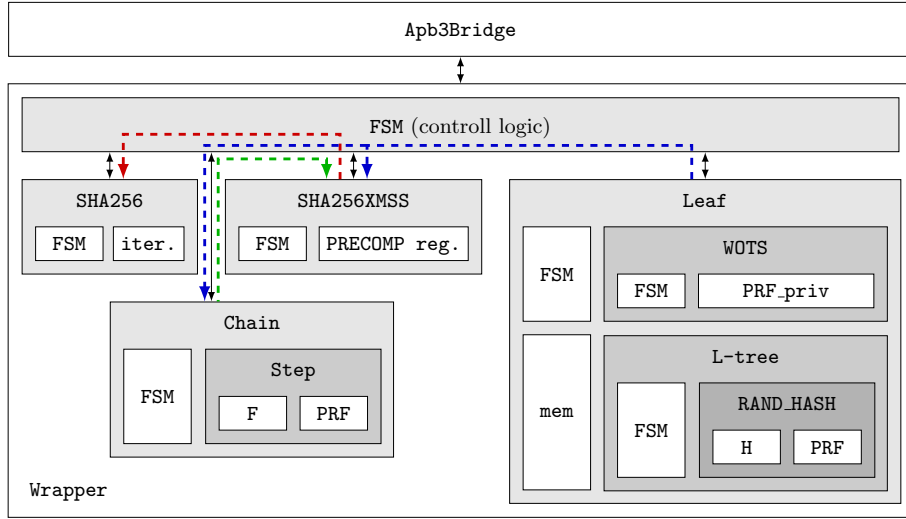 Apb3Bridge
FSM (controll logic)
SHA256
FSM
iter.
SHA256XMSS
FSM
PRECOMP reg.
Chain
FSM
Step
F
PRF
Leaf
FSM
mem
WOTS
FSM
PRF_priv
L-tree
FSM
RAND_HASH
H
PRF
Wrapper